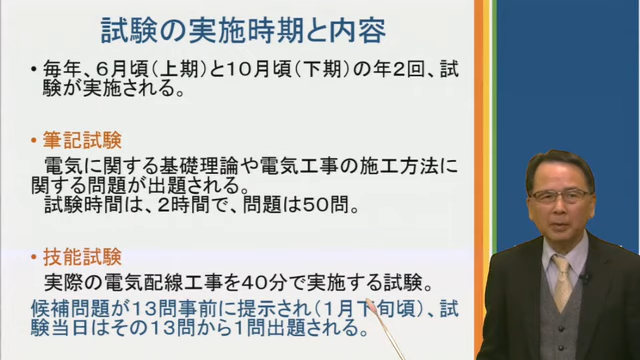 試験の実施時期と内容
・毎年、6月頃(上期)と10月頃(下期)の年2回、試
験が実施される。
・筆記試験
電気に関する基礎理論や電気工事の施工方法に
関する問題が出題される。
試験時間は、2時間で、問題は50問。
・技能試験
実際の電気配線工事を40分で実施する試験。
候補問題が13問事前に提示され(1月下旬頃)、試
験当日はその13問から1問出題される。